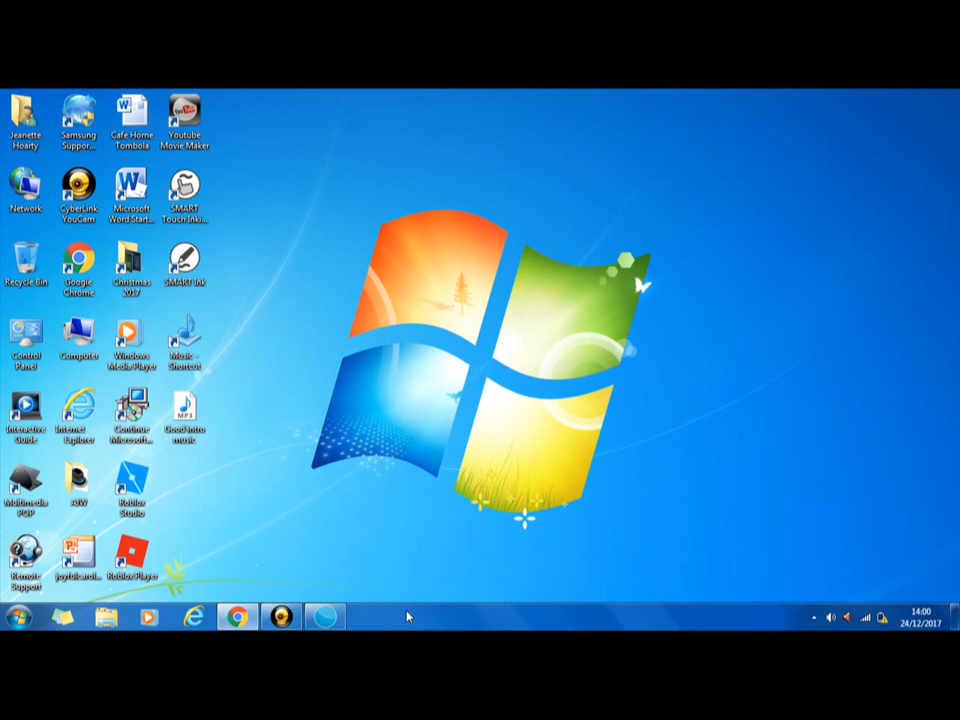 Jeanette
Hoarty
Samsung
Suppor...
Cafe Home
Tombola
Youtube
Movie Maker
Network
CyberLink
YouCam
Microsoft
Word Start...
SMART
Touch Inki...
Recycle Bin
Google
Chrome
Christmas
2017
SMART Ink
Control
Panel
Computer
Windows
Media Player
Music -
Shortcut
Interactive
Guide
Internet
Explorer
Continue
Microsoft...
MP3
Good intro
music
Multimedia
POP
AJW
Roblox
Studio
Remote
Support
joyfulcarol...
Roblox Player
14:00
24/12/2017